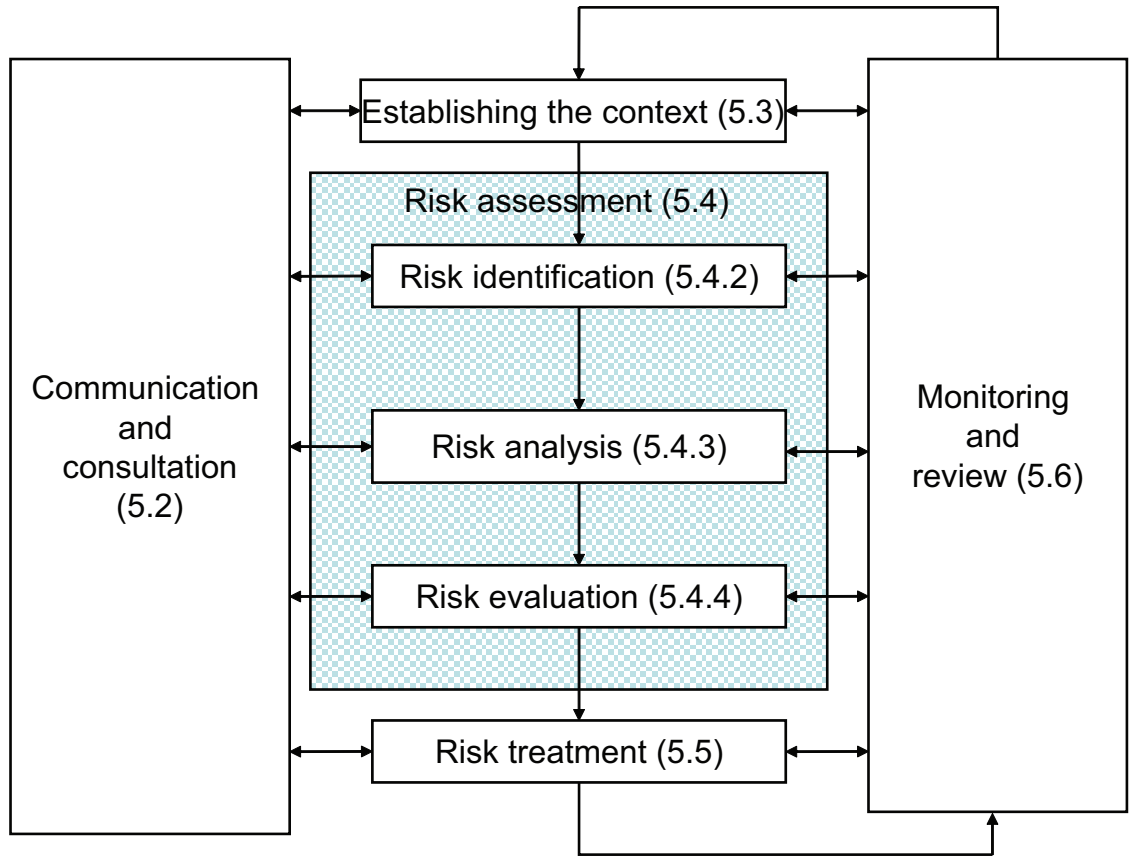 Establishing the context (5.3)
Risk assessment (5.4)
Risk identification (5.4.2)
Communication
and
consultation
(5.2)
Risk analysis (5.4.3)
Monitoring
and
review (5.6)
Risk evaluation (5.4.4)
Risk treatment (5.5)